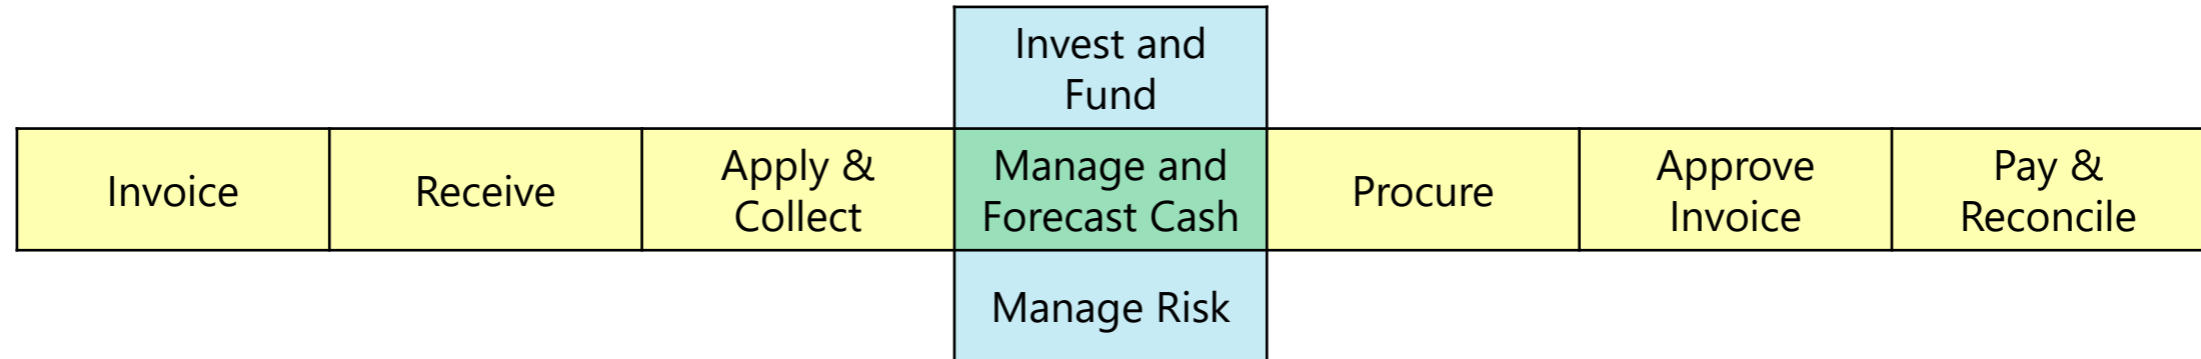 Invest and
Fund
Invoice
Receive
Apply &
Collect
Manage and
Forecast Cash
Procure
Approve
Invoice
Pay &
Reconcile
Manage Risk